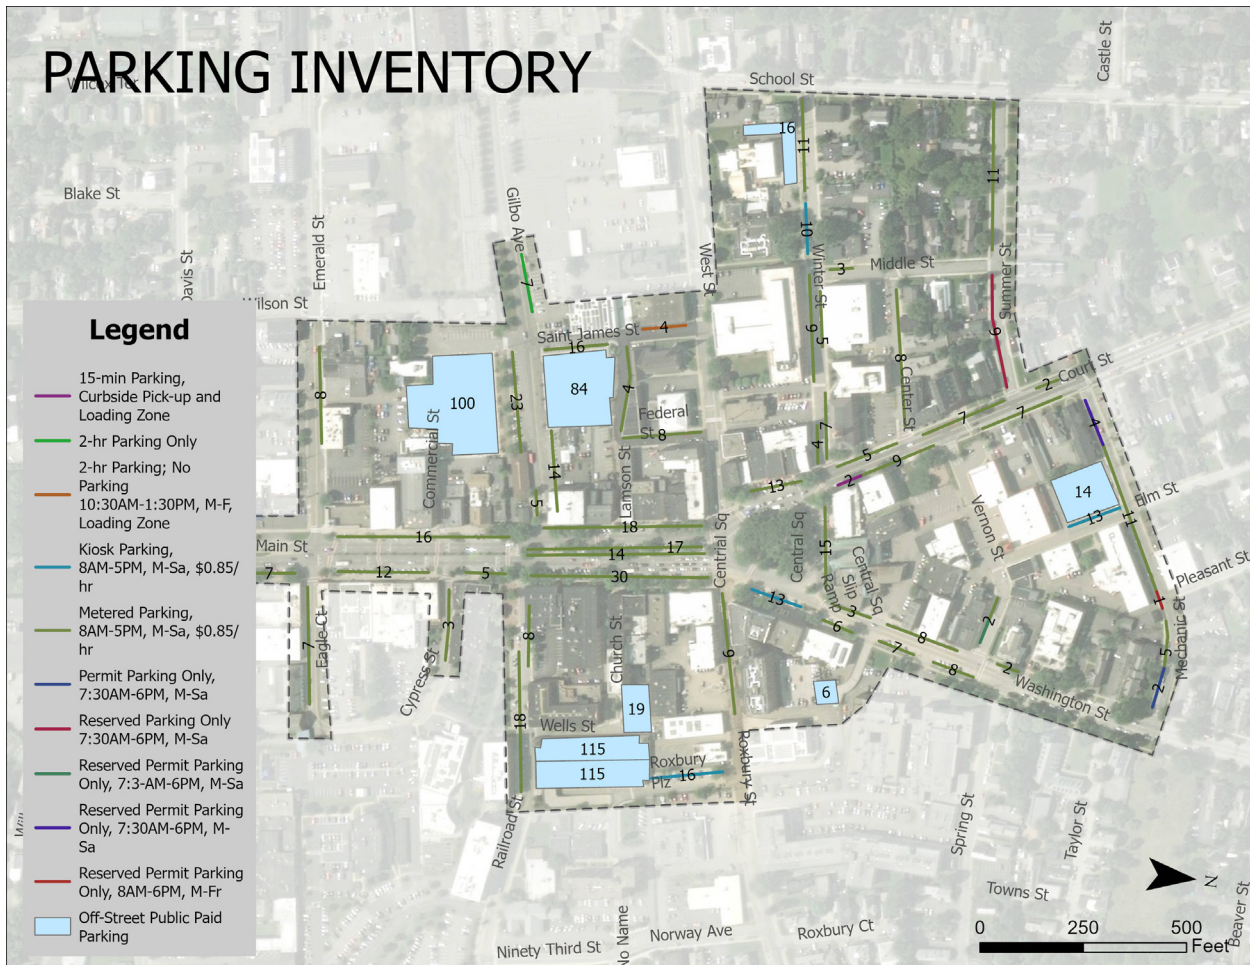 PARKING INVENTORY
Wilcox Ter
School St
Castle St
Blake St
Davis St
Emerald St
Gilbo Ave
West St
Winter St
Middle St
Summer St
Wilson St
Saint James St
Court St
Center St
Federal
St
Commercial St
Lamson St
Central Sq
Central Sq
Central Sq
Slip
Ramp
Vernon St
Elm St
Pleasant St
Mechanic St
Main St
Eagle Ct
Cypress St
Church St
Wells St
Roxbury
Plz
Roxbury St
Washington St
Railroad St
Spring St
Taylor St
Towns St
Beaver St
Ninety Third St
No Name
Norway Ave
Roxbury Ct
16
11
11
10
3
7
4
16
9
5
8
9
2
8
100
23
84
4
8
14
5
7
4
5
7
7
9
2
13
4
14
13
11
18
16
14
17
30
7
12
5
15
13
3
6
8
7
8
2
2
1
5
2
7
3
8
9
6
19
18
115
115
16
Legend
15-min Parking,
Curbside Pick-up and
Loading Zone
2-hr Parking Only
2-hr Parking; No
Parking
10:30AM-1:30PM, M-F,
Loading Zone
Kiosk Parking,
8AM-5PM, M-Sa, $0.85/
hr
Metered Parking,
8AM-5PM, M-Sa, $0.85/
hr
Permit Parking Only,
7:30AM-6PM, M-Sa
Reserved Parking Only
7:30AM-6PM, M-Sa
Reserved Permit Parking
Only, 7:3-AM-6PM, M-Sa
Reserved Permit Parking
Only, 7:30AM-6PM, M-
Sa
Reserved Permit Parking
Only, 8AM-6PM, M-Fr
Off-Street Public Paid
Parking
N
0 250 500
Feet